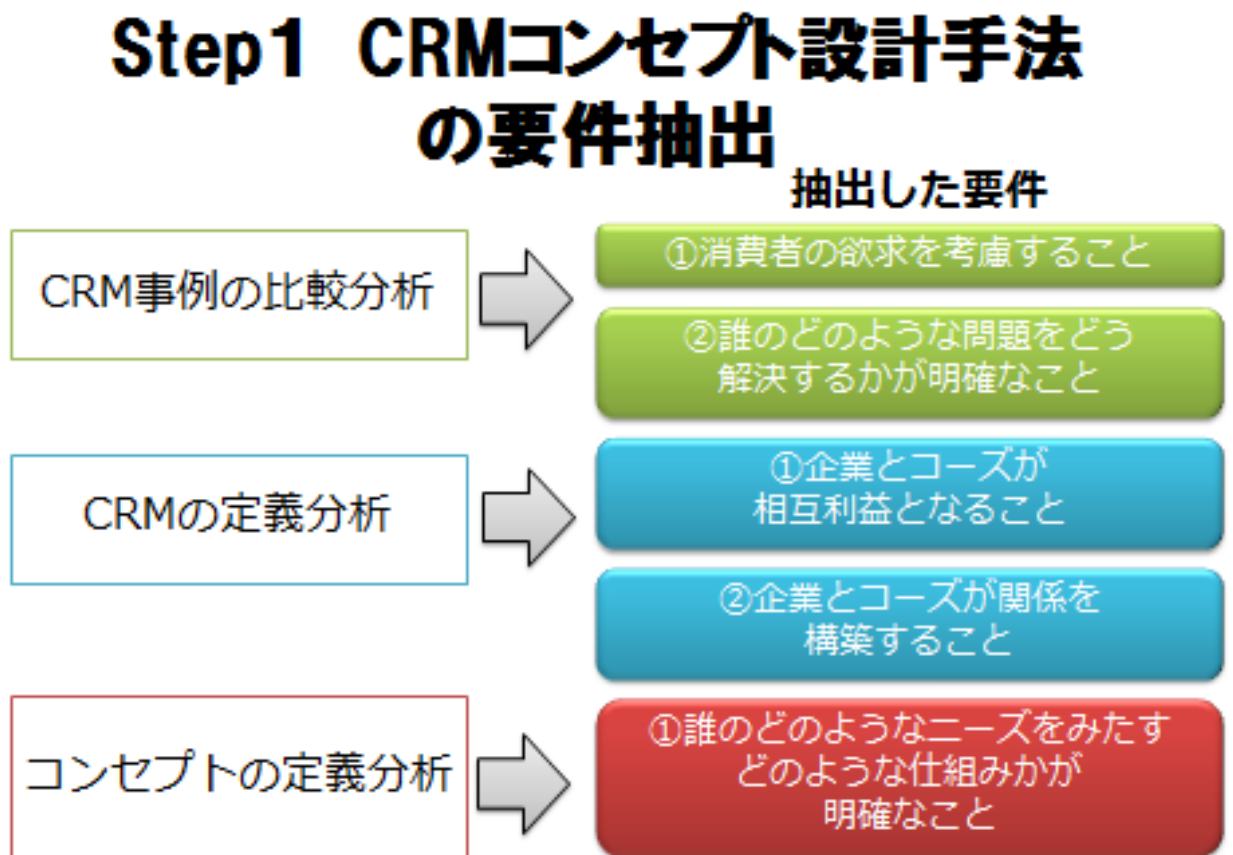 Step1 CRMコンセプト設計手法
の要件抽出
抽出した要件
CRM事例の比較分析
①消費者の欲求を考慮すること
②誰のどのような問題をどう
解決するかが明確なこと
CRMの定義分析
①企業とコーズが
相互利益となること
②企業とコーズが関係を
構築すること
コンセプトの定義分析
①誰のどのようなニーズをみたす
どのような仕組みかが
明確なこと